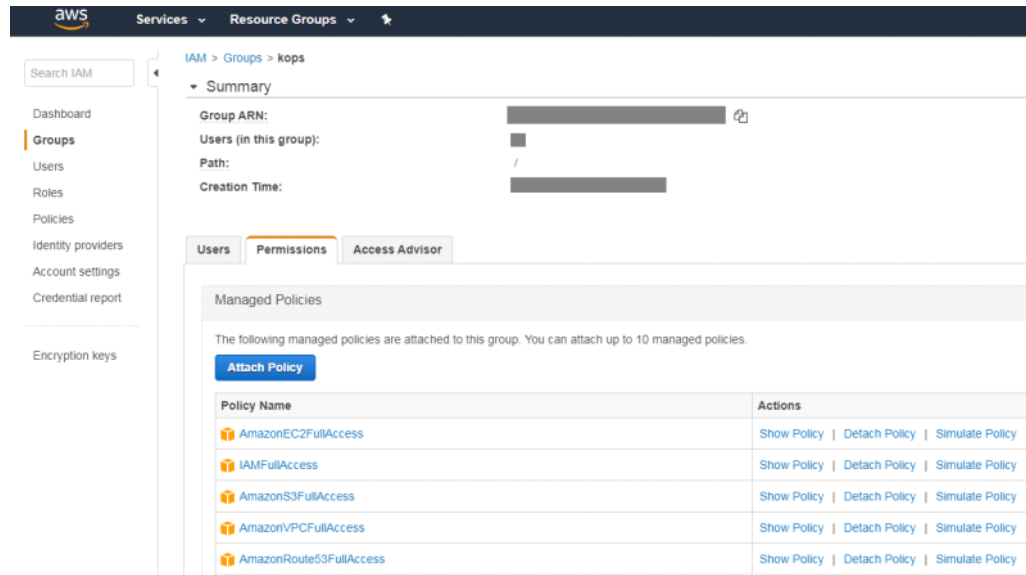 aws Services Resource Groups
IAM > Groups > kops
Search IAM
Summary
Dashboard
Groups
Users
Roles
Policies
Identity providers
Account settings
Credential report
Encryption keys
Group ARN:
Users (in this group):
Path: /
Creation Time:
Users Permissions Access Advisor
Managed Policies
The following managed policies are attached to this group. You can attach up to 10 managed policies.
Attach Policy
Policy Name Actions
AmazonEC2FullAccess Show Policy | Detach Policy | Simulate Policy
IAMFullAccess Show Policy | Detach Policy | Simulate Policy
AmazonS3FullAccess Show Policy | Detach Policy | Simulate Policy
AmazonVPCFullAccess Show Policy | Detach Policy | Simulate Policy
AmazonRoute53FullAccess Show Policy | Detach Policy | Simulate Policy